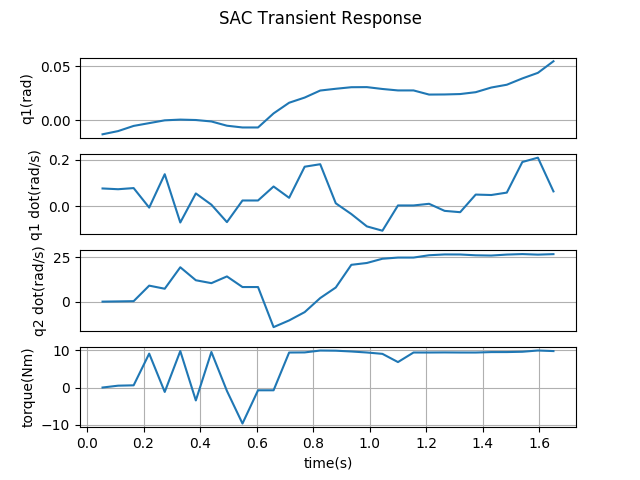 SAC Transient Response
q1(rad)
0.05
0.00
q1 dot(rad/s)
0.2
0.0
q2 dot(rad/s)
25
0
torque(Nm)
10
0
−10
0.0 0.2 0.4 0.6 0.8 1.0 1.2 1.4 1.6
time(s)